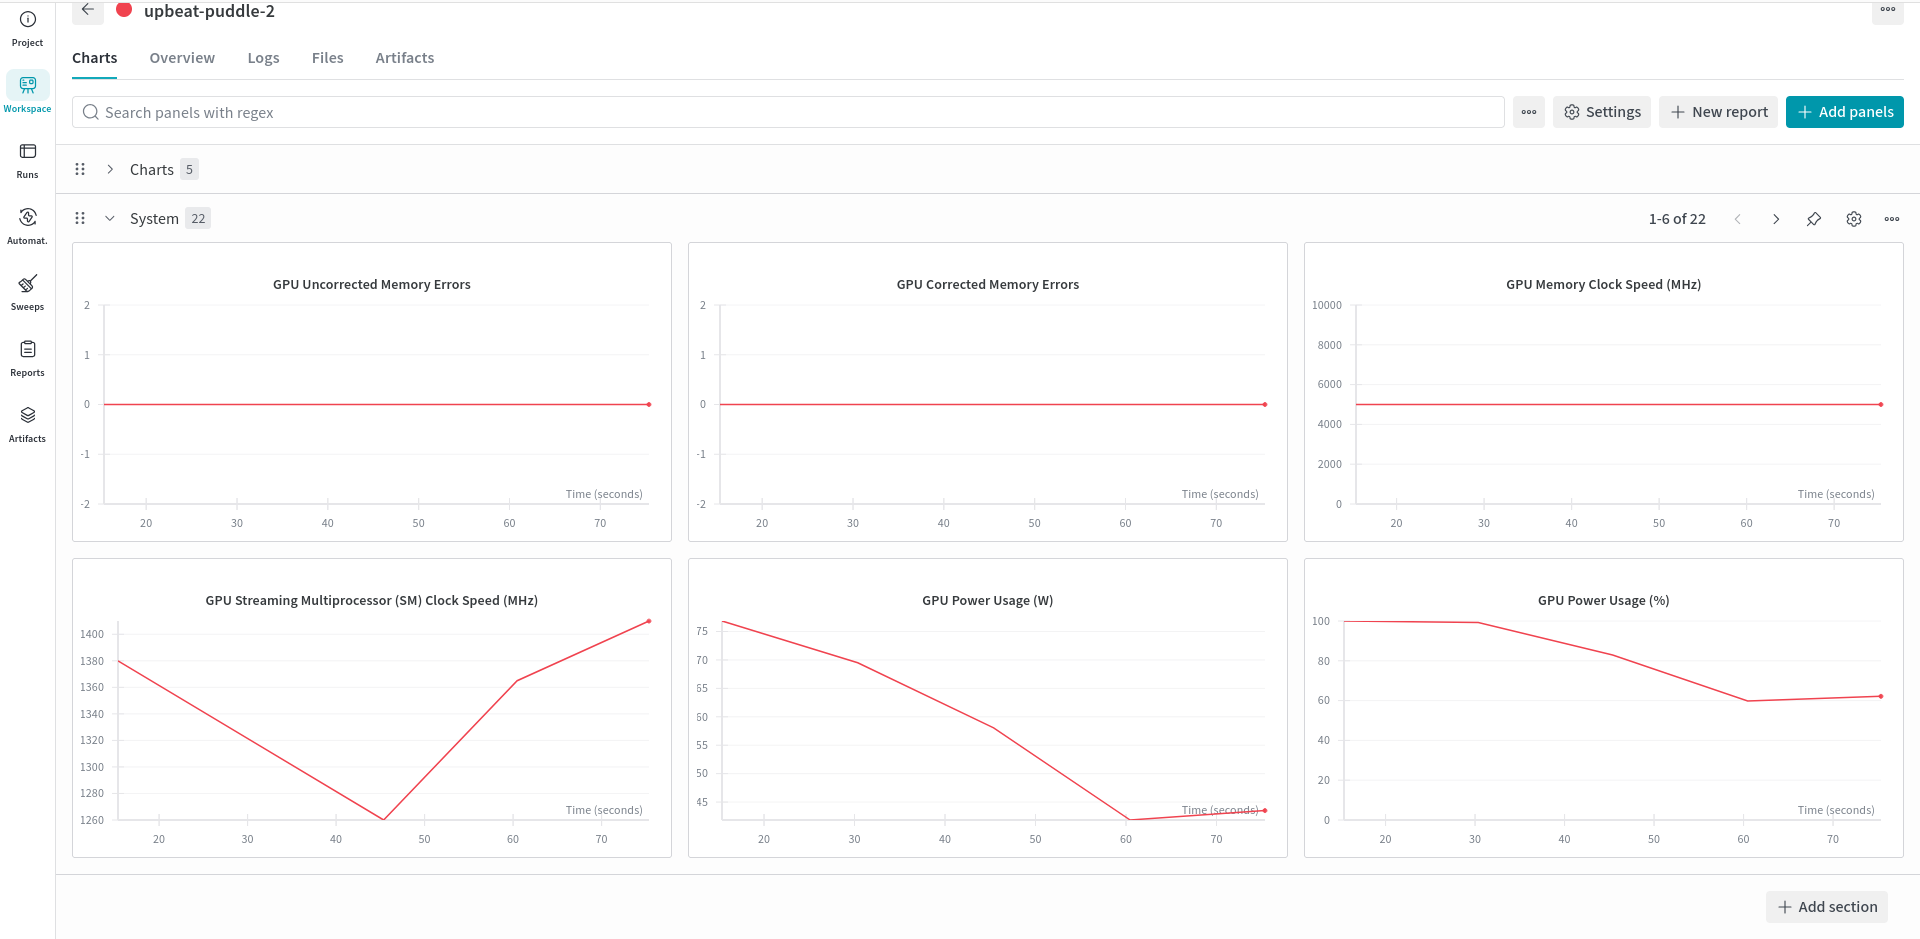 upbeat-puddle-2
Project
Workspace
Runs
Automat.
Sweeps
Reports
Artifacts
Charts Overview Logs Files Artifacts
Search panels with regex
Settings New report Add panels
Charts 5
System 22
1-6 of 22
GPU Uncorrected Memory Errors
2
1
0
-1
-2
Time (seconds)
20 30 40 50 60 70
GPU Corrected Memory Errors
2
1
0
-1
-2
Time (seconds)
20 30 40 50 60 70
GPU Memory Clock Speed (MHz)
10000
8000
6000
4000
2000
0
Time (seconds)
20 30 40 50 60 70
GPU Streaming Multiprocessor (SM) Clock Speed (MHz)
1400
1380
1360
1340
1320
1300
1280
1260
Time (seconds)
20 30 40 50 60 70
GPU Power Usage (W)
75
70
65
60
55
50
45
Time (seconds)
20 30 40 50 60 70
GPU Power Usage (%)
100
80
60
40
20
0
Time (seconds)
20 30 40 50 60 70
Add section